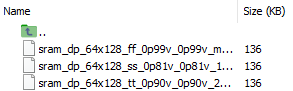 Name Size (KB)
..
sram_dp_64x128_ff_0p99v_0p99v_m... 136
sram_dp_64x128_ss_0p81v_0p81v_1... 136
sram_dp_64x128_tt_0p90v_0p90v_2... 136